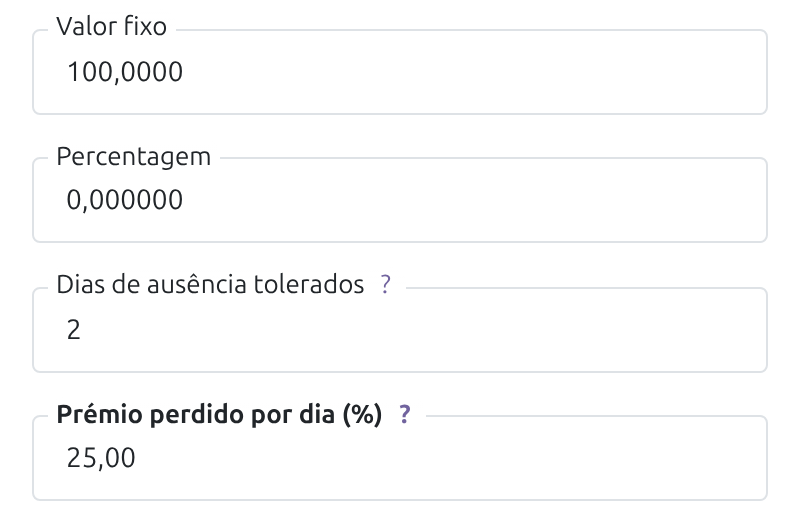 Valor fixo
100,0000
Percentagem
0,000000
Dias de ausência tolerados ?
2
Prémio perdido por dia (%) ?
25,00